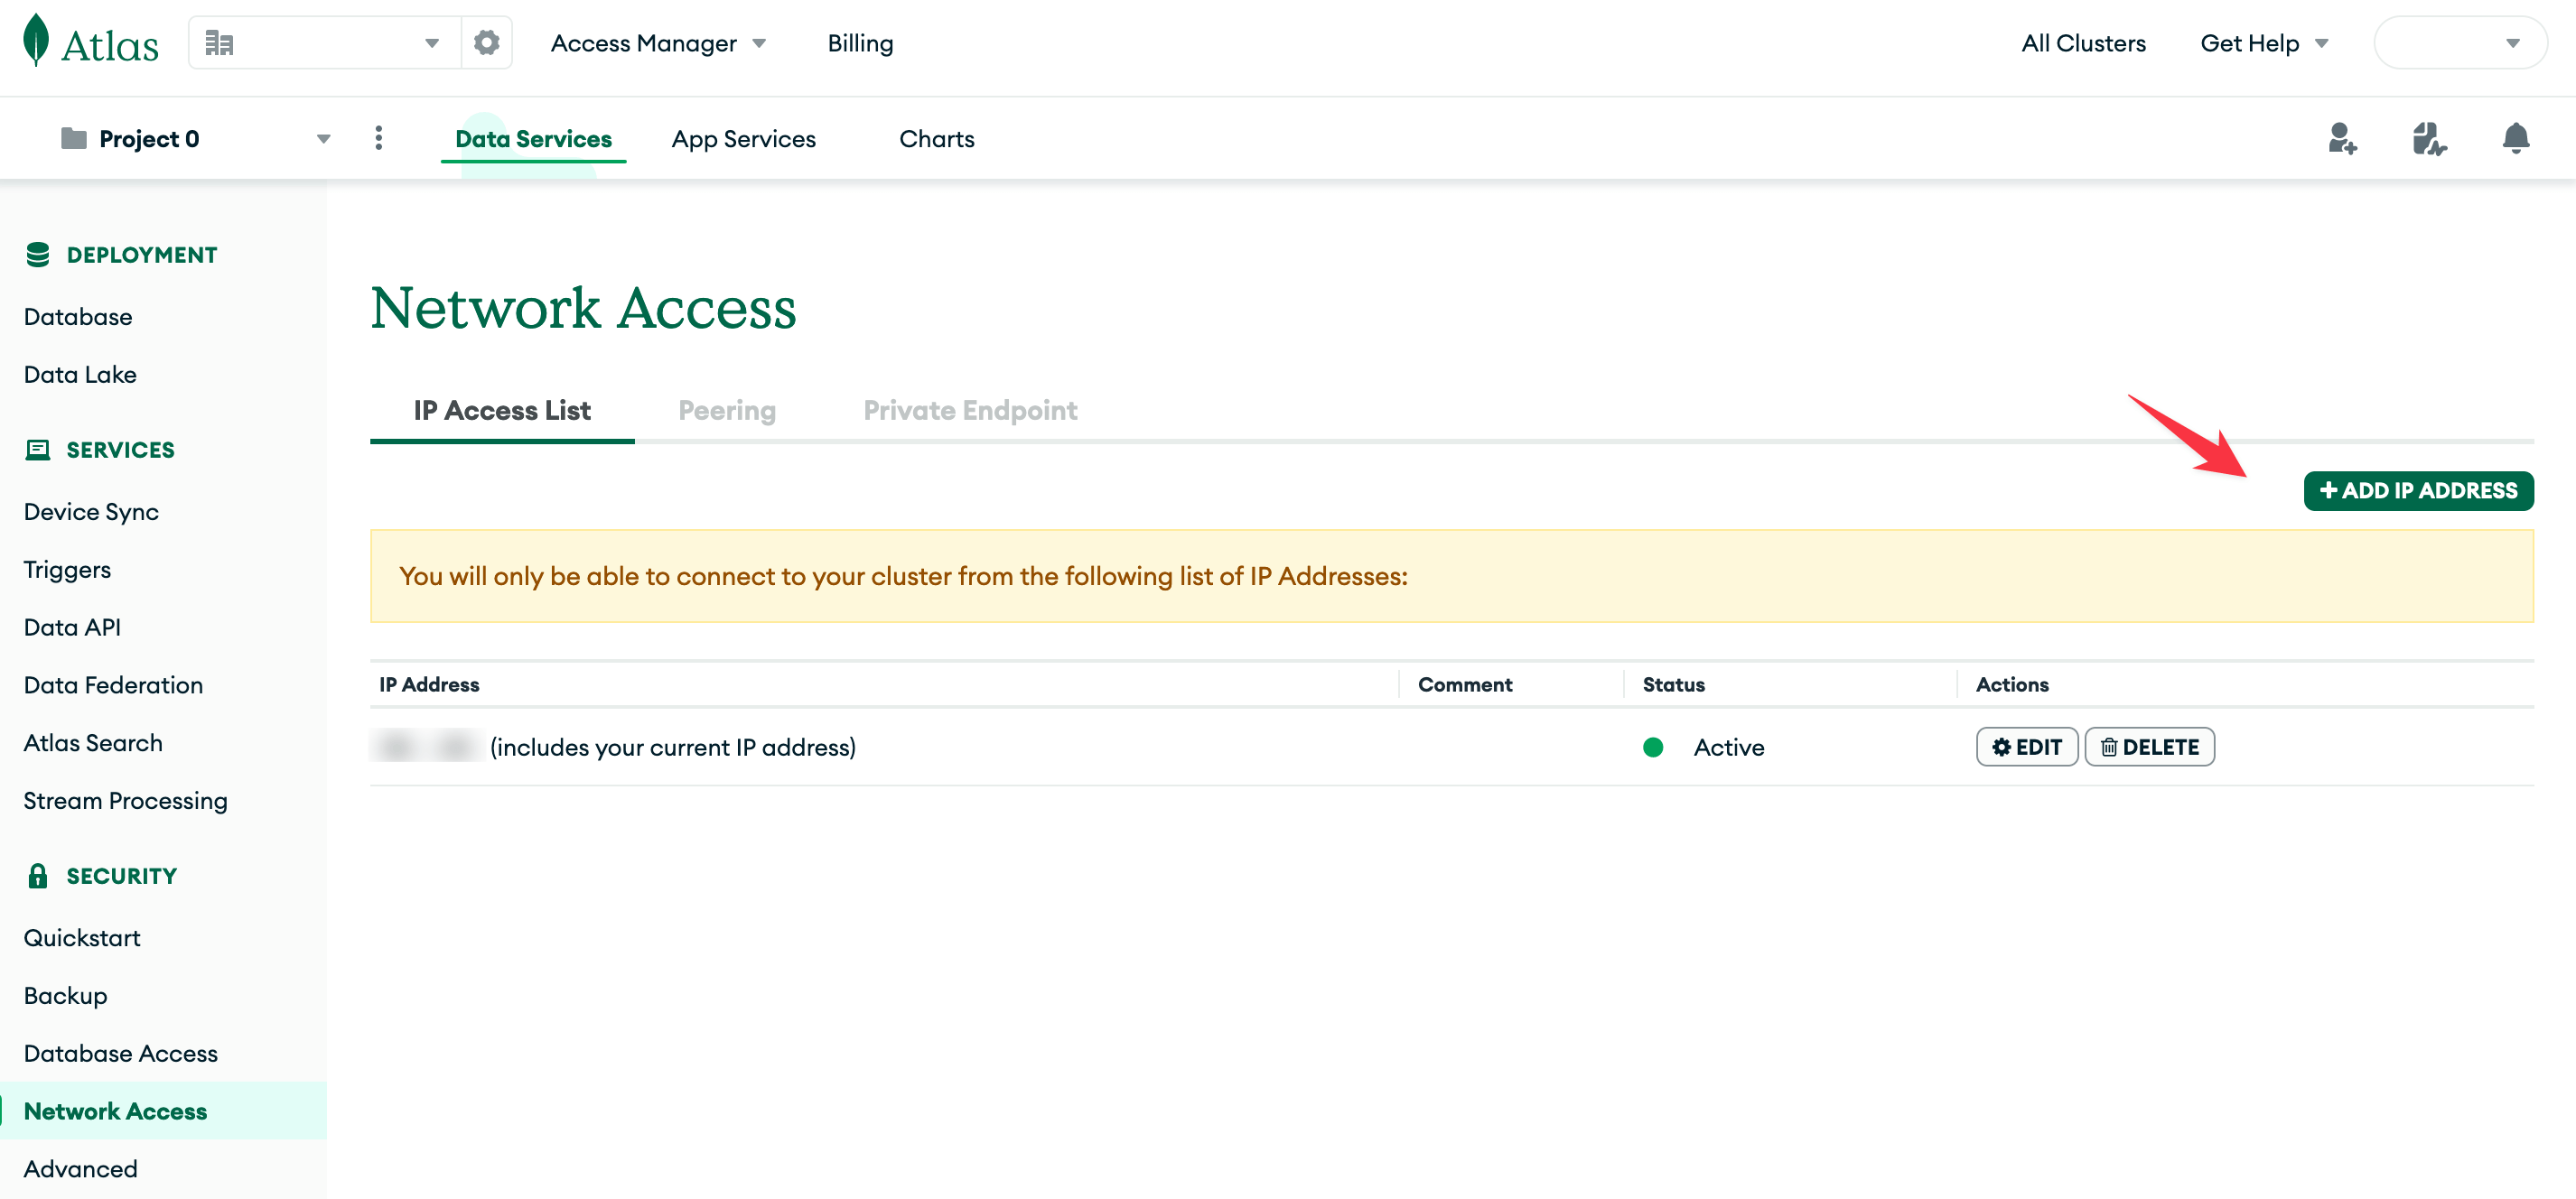 Atlas
Access Manager
Billing
All Clusters
Get Help
Project 0
Data Services
App Services
Charts
DEPLOYMENT
Database
Data Lake
SERVICES
Device Sync
Triggers
Data API
Data Federation
Atlas Search
Stream Processing
SECURITY
Quickstart
Backup
Database Access
Network Access
Advanced
Network Access
IP Access List
Peering
Private Endpoint
+ ADD IP ADDRESS
You will only be able to connect to your cluster from the following list of IP Addresses:
IP Address
Comment
Status
Actions
(includes your current IP address)
Active
EDIT
DELETE